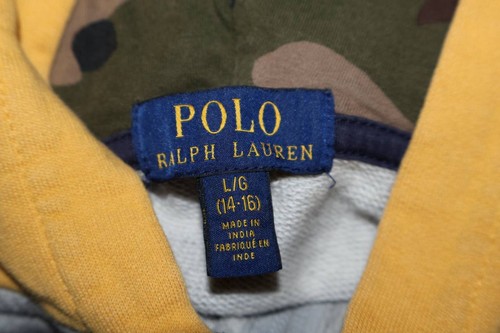 POLO
RALPH LAUREN
L/G
(14-16)
MADE IN
INDIA
FABRIQUÉ EN
INDE